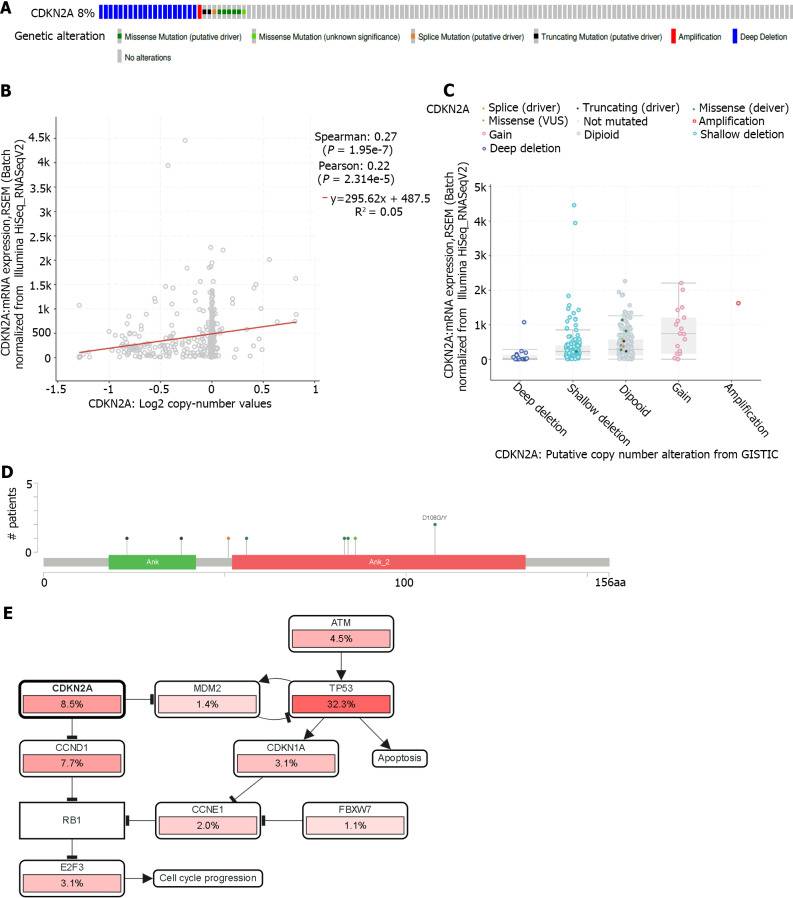 A
CDKN2A 8%
Genetic alteration
Missense Mutation (putative driver)
Missense Mutation (unknown significance)
Splice Mutation (putative driver)
Truncating Mutation (putative driver)
Amplification
Deep Deletion
No alterations
B
CDKN2A:mRNA expression,RSEM (Batch
normalized from Illumina HiSeq_RNASeqV2)
4.5k
4k
3.5k
3k
2.5k
2k
1.5k
1k
500
0
-1.5
-1
-0.5
0
0.5
1
CDKN2A: Log2 copy-number values
Spearman: 0.27
(P = 1.95e-7)
Pearson: 0.22
(P = 2.314e-5)
y=295.62x + 487.5
R2 = 0.05
C
CDKN2A
Splice (driver)
Truncating (driver)
Missense (deiver)
Missense (VUS)
Not mutated
Amplification
Gain
Dipioid
Shallow deletion
Deep deletion
CDKN2A:mRNA expression,RSEM (Batch
normalized from Illumina HiSeq_RNASeqV2)
5k
4k
3k
2k
1k
0
Deep deletion
Shallow deletion
Dipooid
Gain
Amplification
CDKN2A: Putative copy number alteration from GISTIC
D
# patients
5
0
D108G/Y
Ank
Ank_2
0
100
156aa
E
ATM
4.5%
CDKN2A
8.5%
MDM2
1.4%
TP53
32.3%
CCND1
7.7%
CDKN1A
3.1%
Apoptosis
RB1
CCNE1
2.0%
FBXW7
1.1%
E2F3
3.1%
Cell cycle progression